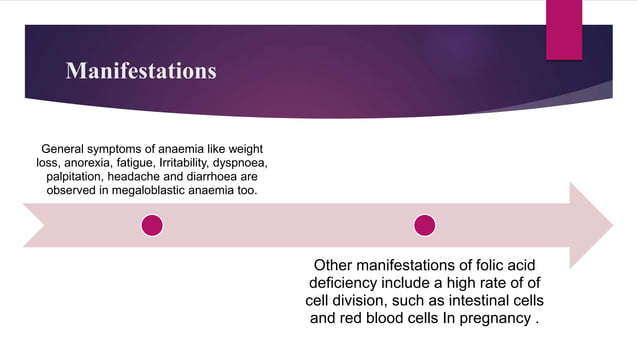 Manifestations
General symptoms of anaemia like weight
loss, anorexia, fatigue, Irritability, dyspnoea,
palpitation, headache and diarrhoea are
observed in megaloblastic anaemia too.
Other manifestations of folic acid
deficiency include a high rate of of
cell division, such as intestinal cells
and red blood cells In pregnancy .